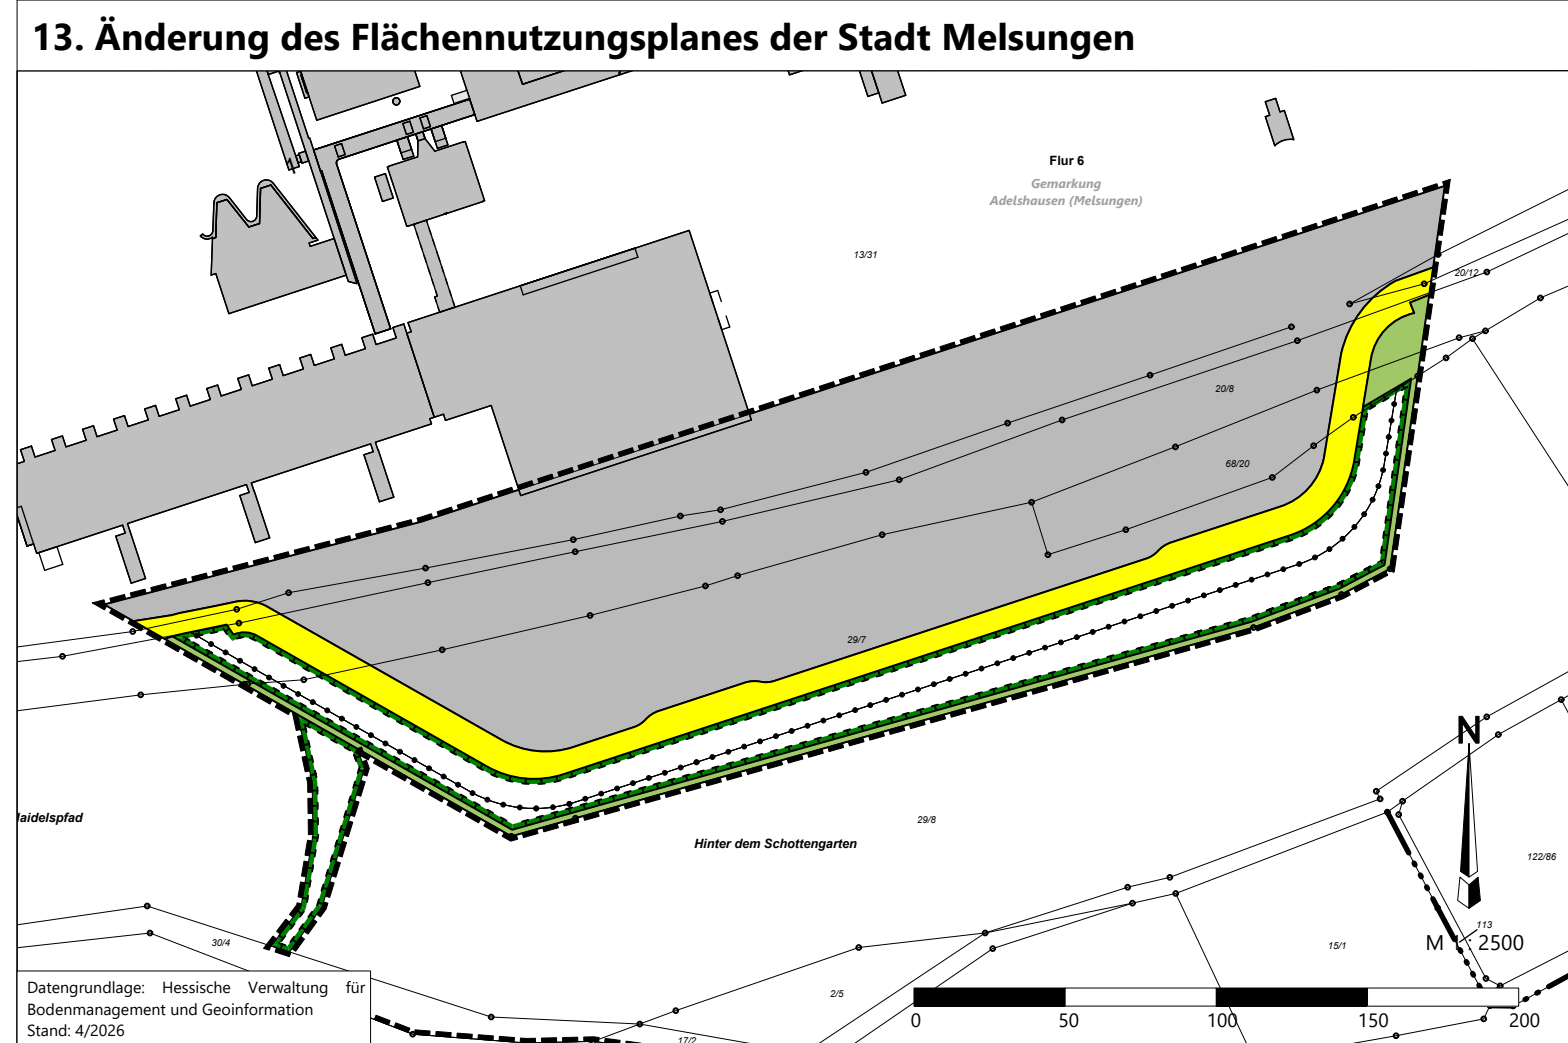 13. Änderung des Flächennutzungsplanes der Stadt Melsungen
Flur 6
Gemarkung
Adelshausen (Melsungen)
13/31
20/12
20/8
68/20
29/7
N
laidelspfad
Hinter dem Schottengarten
29/8
122/86
113
30/4
M 1 : 2500
15/1
Datengrundlage: Hessische Verwaltung für
Bodenmanagement und Geoinformation
Stand: 4/2026
2/5
0 50 100 150 200
17/2